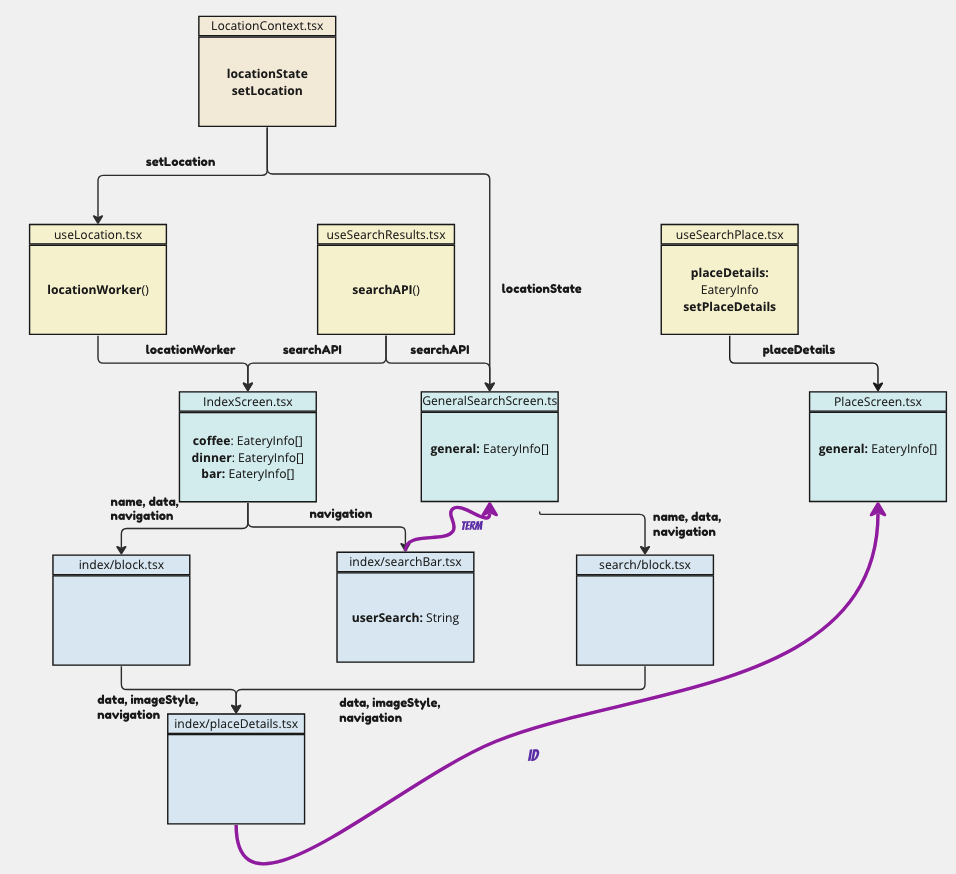 LocationContext.tsx
locationState
setLocation
setLocation
useLocation.tsx
locationWorker()
useSearchResults.tsx
searchAPI()
locationState
useSearchPlace.tsx
placeDetails:
EateryInfo
setPlaceDetails
locationWorker
searchAPI
searchAPI
placeDetails
IndexScreen.tsx
coffee: EateryInfo[]
dinner: EateryInfo[]
bar: EateryInfo[]
GeneralSearchScreen.ts
general: EateryInfo[]
PlaceScreen.tsx
general: EateryInfo[]
name, data,
navigation
navigation
TERM
name, data,
navigation
index/block.tsx
index/searchBar.tsx
userSearch: String
search/block.tsx
data, imageStyle,
navigation
data, imageStyle,
navigation
index/placeDetails.tsx
ID